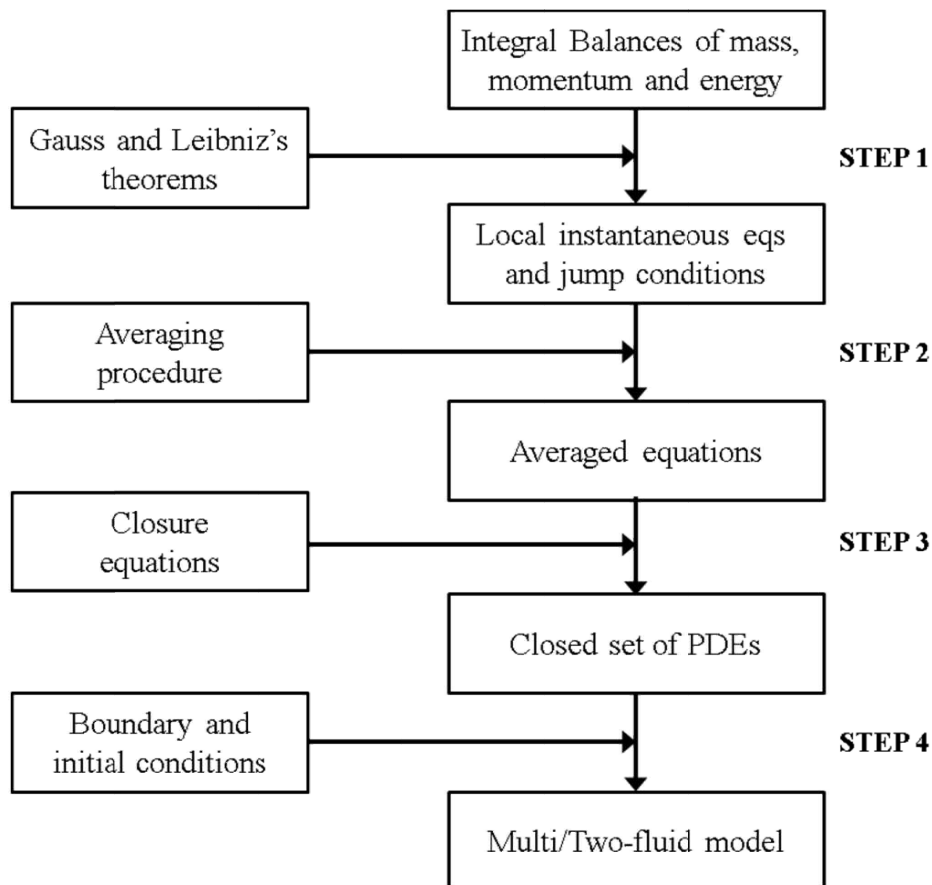 Integral Balances of mass,
momentum and energy
Gauss and Leibniz's
theorems
STEP 1
Local instantaneous eqs
and jump conditions
Averaging
procedure
STEP 2
Averaged equations
Closure
equations
STEP 3
Closed set of PDEs
Boundary and
initial conditions
STEP 4
Multi/Two-fluid model